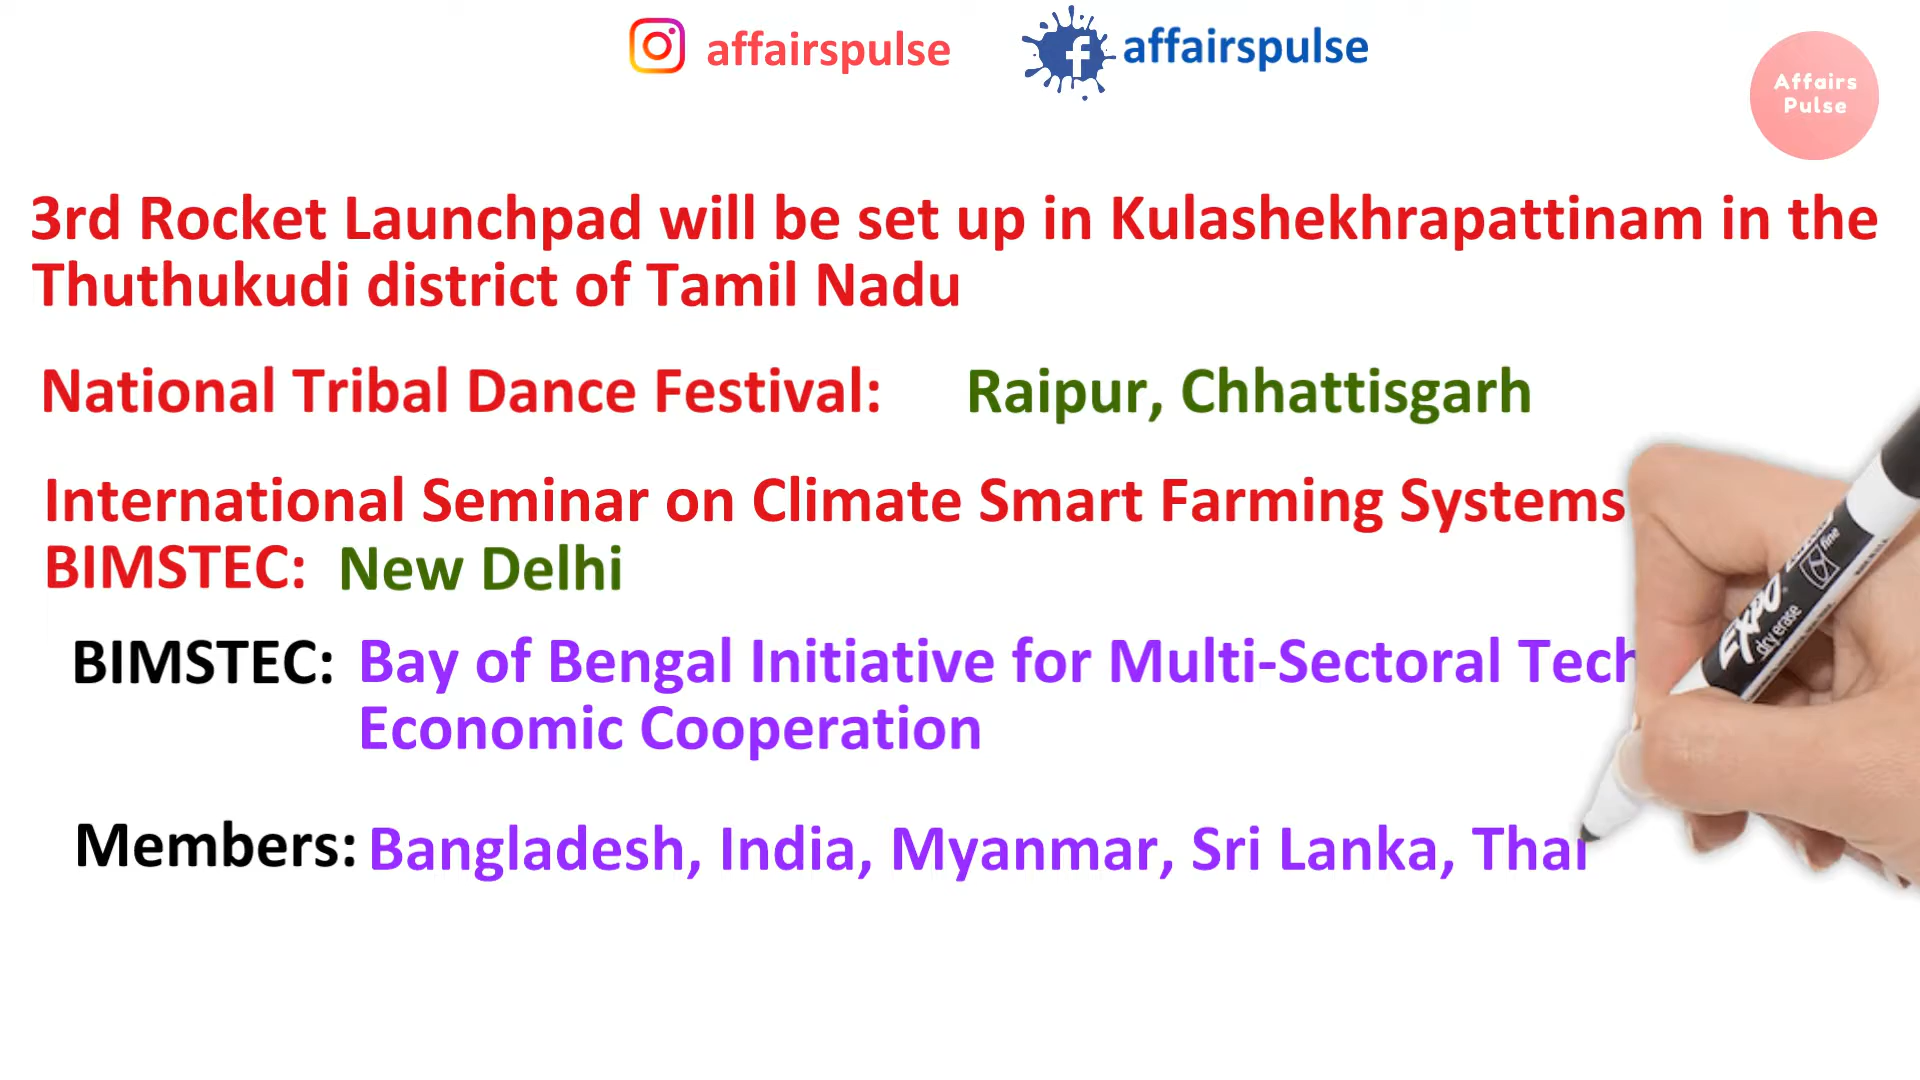 affairspulse
affairspulse
Affairs
Pulse
3rd Rocket Launchpad will be set up in Kulashekhrapattinam in the
Thuthukudi district of Tamil Nadu
National Tribal Dance Festival: Raipur, Chhattisgarh
International Seminar on Climate Smart Farming Systems
BIMSTEC: New Delhi
BIMSTEC: Bay of Bengal Initiative for Multi-Sectoral Tech
Economic Cooperation
Members: Bangladesh, India, Myanmar, Sri Lanka, Thai
EXPO
dry erase
fine